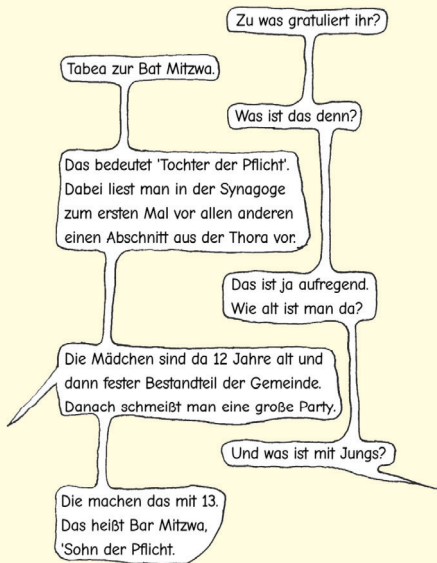 Zu was gratuliert ihr?
Tabea zur Bat Mitzwa.
Was ist das denn?
Das bedeutet 'Tochter der Pflicht'.
Dabei liest man in der Synagoge
zum ersten Mal vor allen anderen
einen Abschnitt aus der Thora vor.
Das ist ja aufregend.
Wie alt ist man da?
Die Mädchen sind da 12 Jahre alt und
dann fester Bestandteil der Gemeinde.
Danach schmeißt man eine große Party.
Und was ist mit Jungs?
Die machen das mit 13.
Das heißt Bar Mitzwa,
'Sohn der Pflicht.